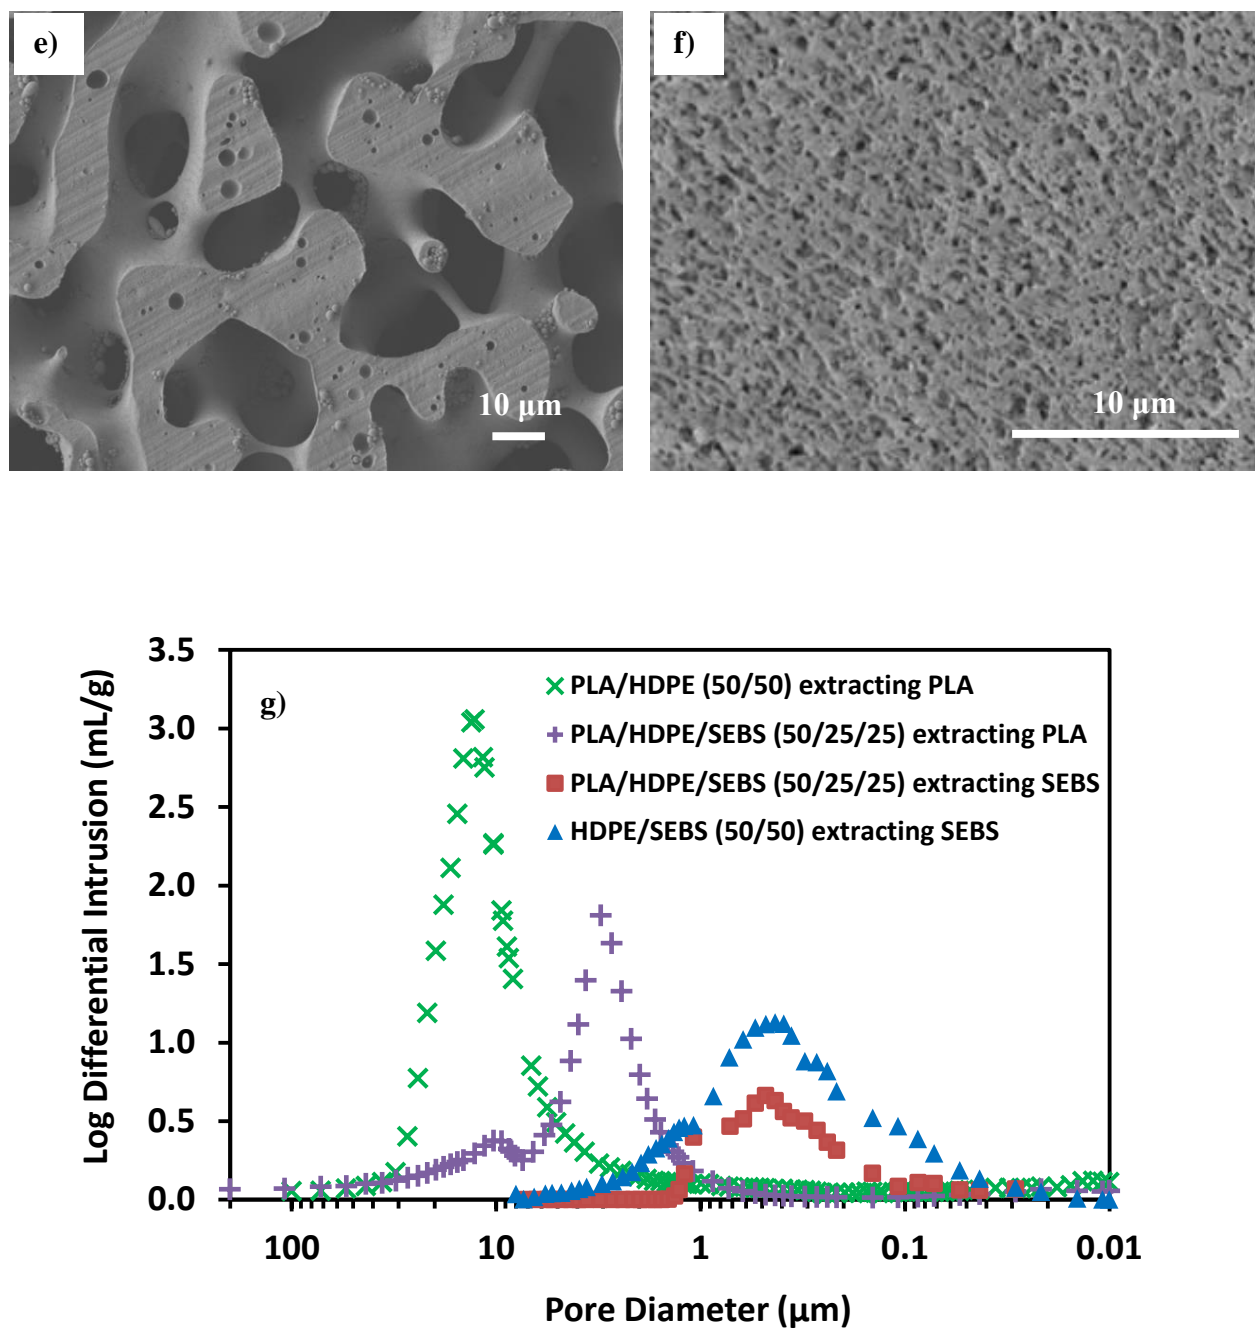 e)
f)
10 µm
10 µm
3.5
3.0
2.5
2.0
1.5
1.0
0.5
0.0
Log Differential Intrusion (mL/g)
g)
PLA/HDPE (50/50) extracting PLA
PLA/HDPE/SEBS (50/25/25) extracting PLA
PLA/HDPE/SEBS (50/25/25) extracting SEBS
HDPE/SEBS (50/50) extracting SEBS
100 10 1 0.1 0.01
Pore Diameter (µm)